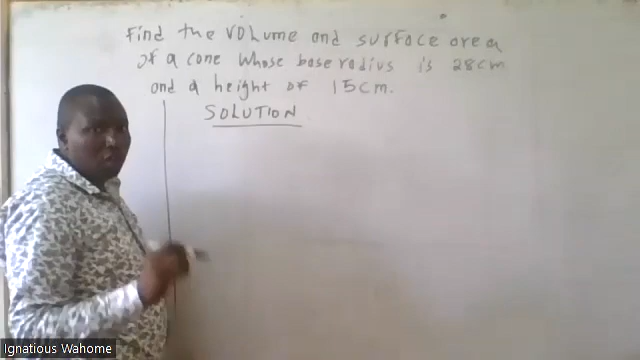 Find the volume and surface area
of a cone whose base radius is 28cm
and a height of 15cm.
SOLUTION
Ignatious Wahome